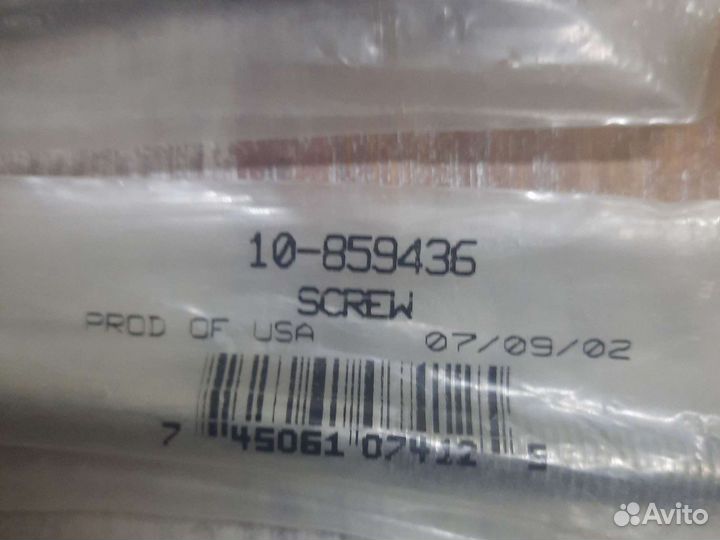 10-859436
SCREW
PROD OF USA 07/09/02
7 45061 07412 5
Avito